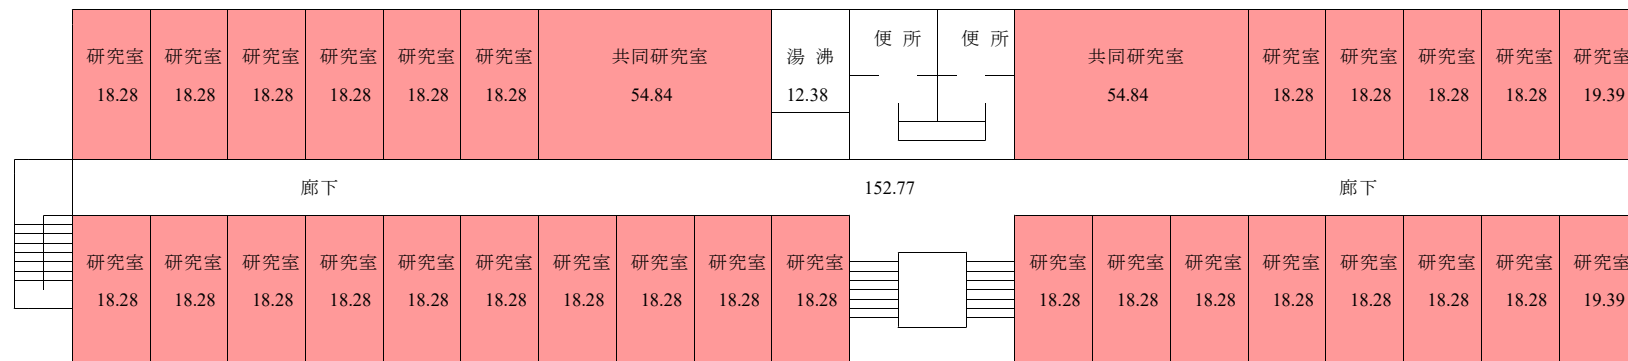 便 所 便 所
研究室 研究室 研究室 研究室 研究室 研究室 共同研究室 湯 沸 共同研究室 研究室 研究室 研究室 研究室 研究室
18.28 18.28 18.28 18.28 18.28 18.28 54.84 12.38 54.84 18.28 18.28 18.28 18.28 19.39
廊下 152.77 廊下
研究室 研究室 研究室 研究室 研究室 研究室 研究室 研究室 研究室 研究室 研究室 研究室 研究室 研究室 研究室 研究室 研究室 研究室
18.28 18.28 18.28 18.28 18.28 18.28 18.28 18.28 18.28 18.28 18.28 18.28 18.28 18.28 18.28 18.28 18.28 19.39